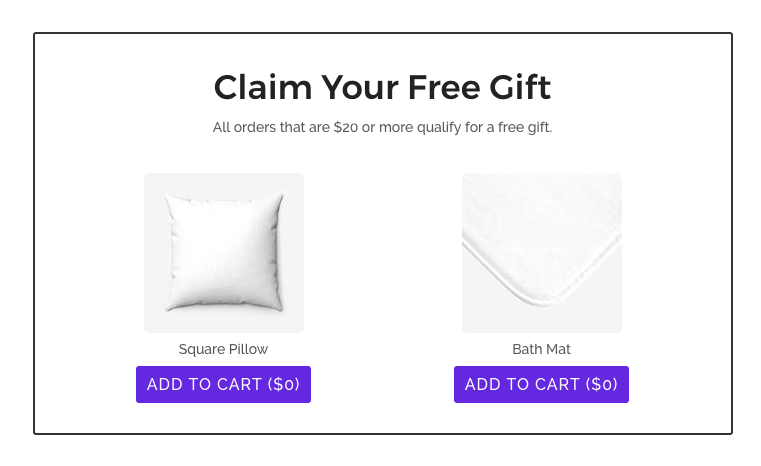 Claim Your Free Gift
All orders that are $20 or more qualify for a free gift.
Square Pillow
ADD TO CART ($0)
Bath Mat
ADD TO CART ($0)